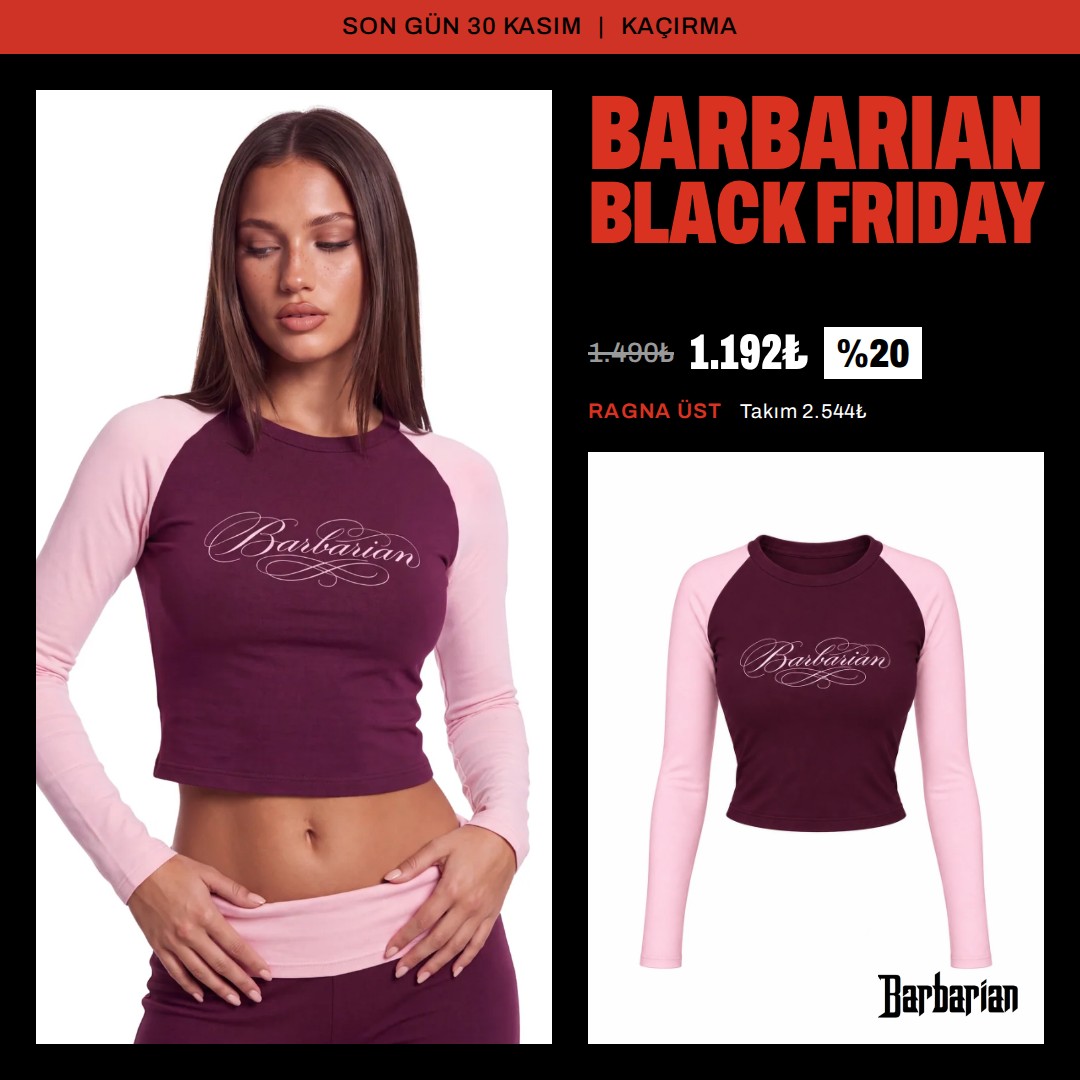 SON GÜN 30 KASIM | KAÇIRMA
BARBARIAN
BLACK FRIDAY
1.490₺ 1.192₺ %20
RAGNA ÜST Takım 2.544₺
Barbarian
Barbarian
Barbarian